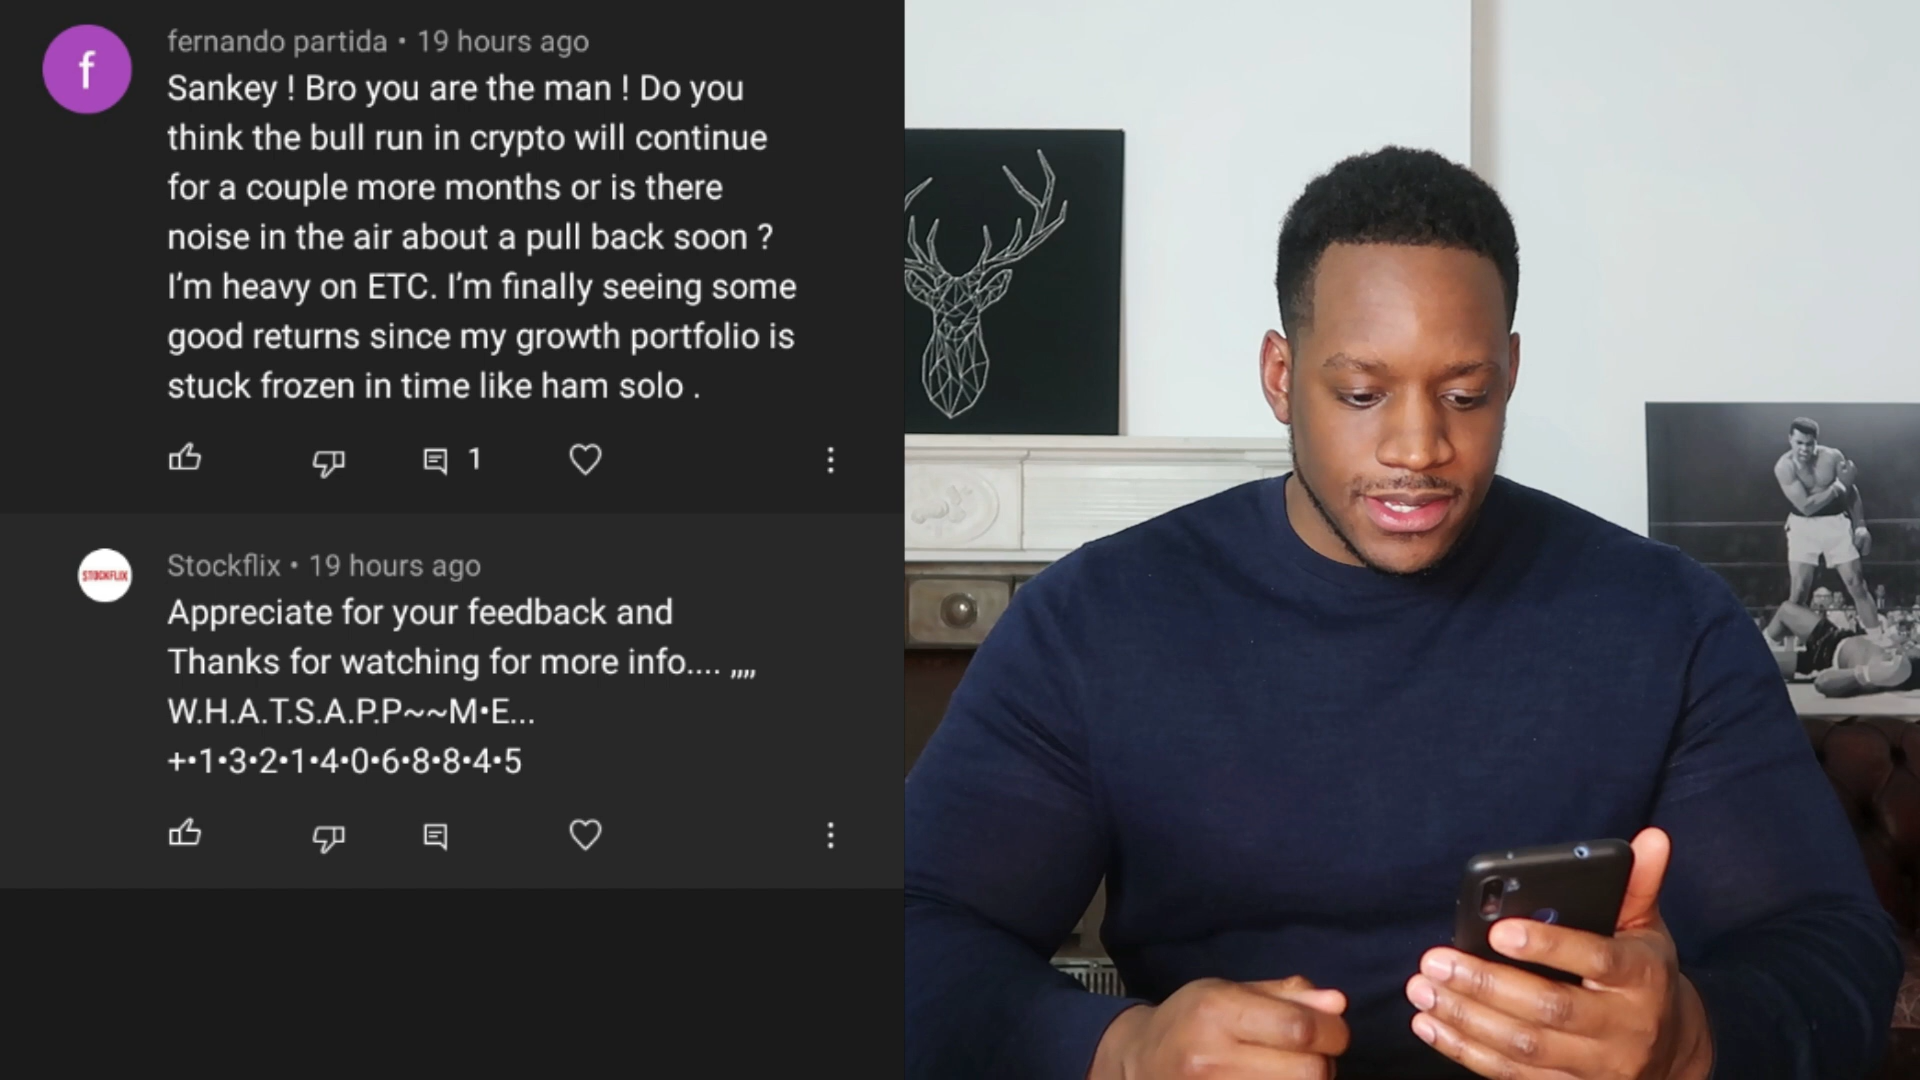 fernando partida • 19 hours ago
f
Sankey ! Bro you are the man ! Do you
think the bull run in crypto will continue
for a couple more months or is there
noise in the air about a pull back soon ?
I’m heavy on ETC. I’m finally seeing some
good returns since my growth portfolio is
stuck frozen in time like ham solo .
1
Stockflix • 19 hours ago
STOCKFLIX
Appreciate for your feedback and
Thanks for watching for more info.... ,,,,
W.H.A.T.S.A.P.P~~M•E...
+•1•3•2•1•4•0•6•8•8•4•5